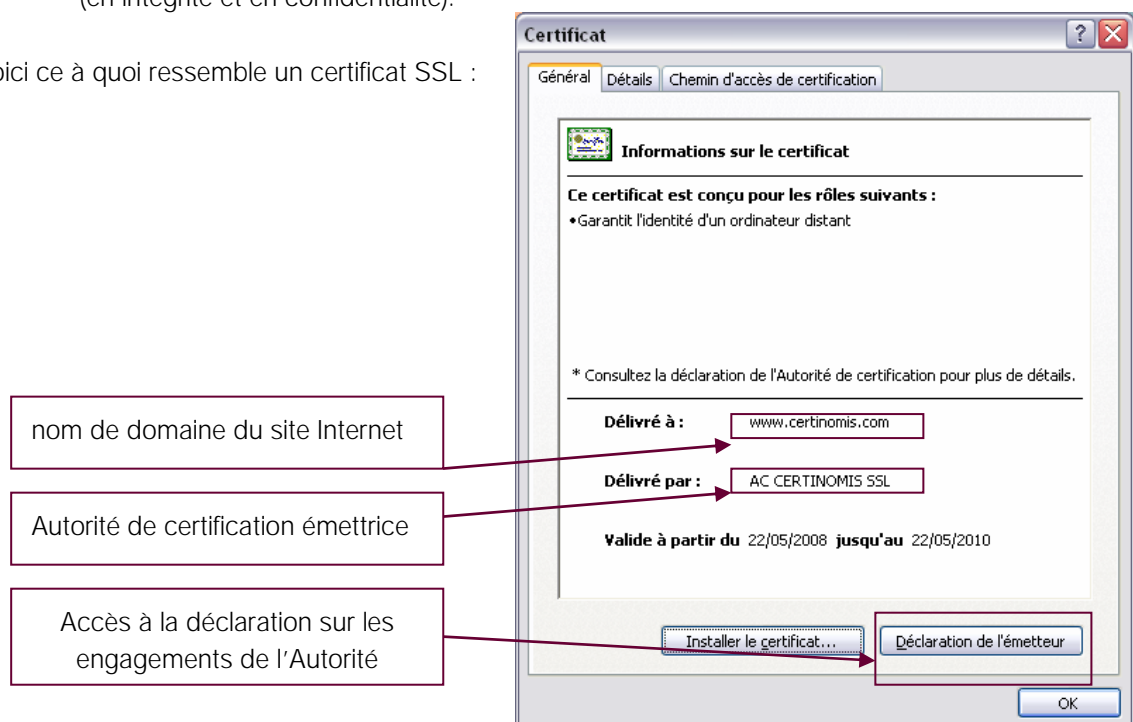 (en intégrité et en confidentialité).
oici ce à quoi ressemble un certificat SSL :
Certificat
Général Détails Chemin d'accès de certification
Informations sur le certificat
Ce certificat est conçu pour les rôles suivants :
•Garantit l'identité d'un ordinateur distant
* Consultez la déclaration de l'Autorité de certification pour plus de détails.
nom de domaine du site Internet
Délivré à : www.certinomis.com
Autorité de certification émettrice
Délivré par : AC CERTINOMIS SSL
Valide à partir du 22/05/2008 jusqu'au 22/05/2010
Accès à la déclaration sur les
engagements de l'Autorité
Installer le certificat... Déclaration de l'émetteur
OK